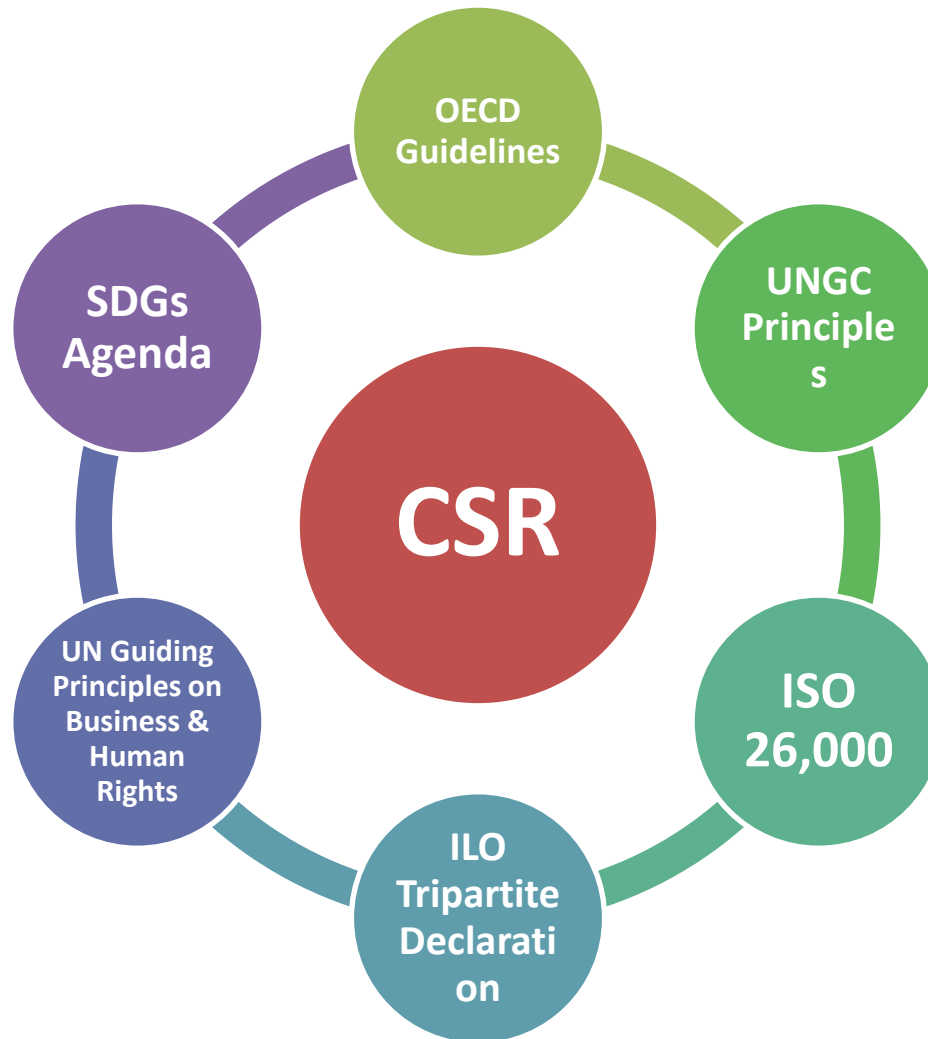 OECD
Guidelines
UNGC
Principle
s
SDGs
Agenda
CSR
ISO
26,000
UN Guiding
Principles on
Business &
Human
Rights
ILO
Tripartite
Declarati
on